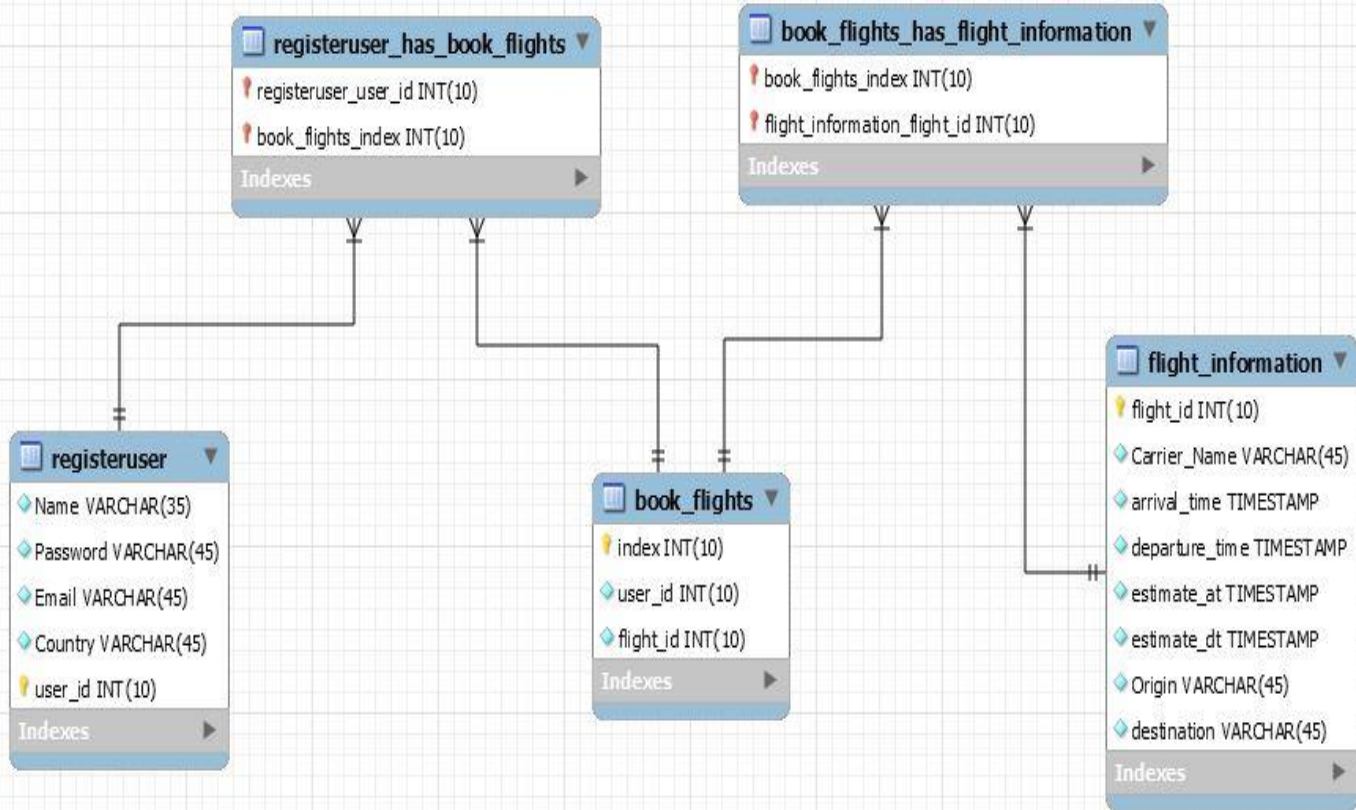 registeruser_has_book_flights
registeruser_user_id INT(10)
book_flights_index INT(10)
Indexes
book_flights_has_flight_information
book_flights_index INT(10)
flight_information_flight_id INT(10)
Indexes
registeruser
Name VARCHAR(35)
Password VARCHAR(45)
Email VARCHAR(45)
Country VARCHAR(45)
user_id INT(10)
Indexes
book_flights
index INT(10)
user_id INT(10)
flight_id INT(10)
Indexes
flight_information
flight_id INT(10)
Carrier_Name VARCHAR(45)
arrival_time TIMESTAMP
departure_time TIMESTAMP
estimate_at TIMESTAMP
estimate_dt TIMESTAMP
Origin VARCHAR(45)
destination VARCHAR(45)
Indexes